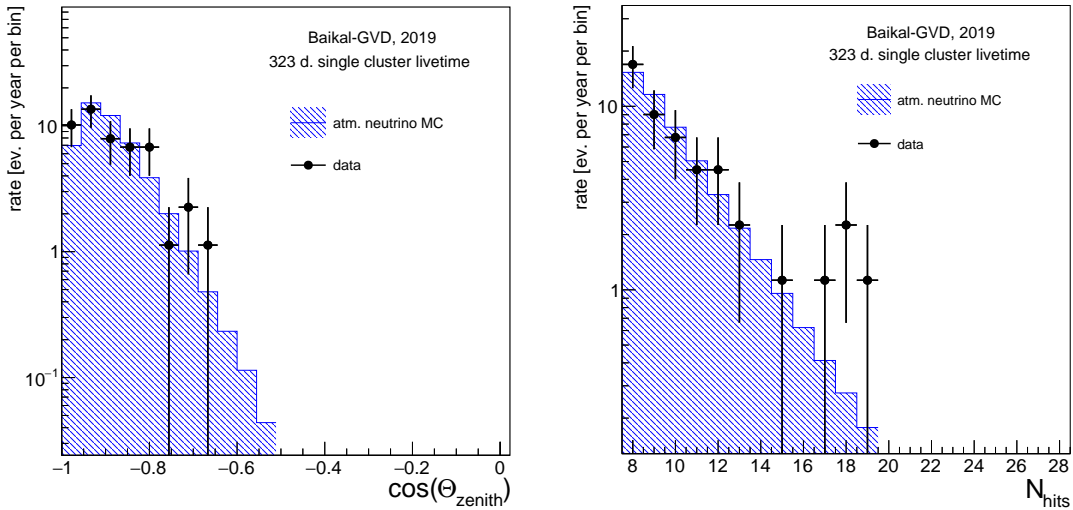 Baikal-GVD, 2019
323 d. single cluster livetime
atm. neutrino MC
data
rate [ev. per year per bin]
10
1
10⁻¹
−1 −0.8 −0.6 −0.4 −0.2 0
cos(Θzenith)
Baikal-GVD, 2019
323 d. single cluster livetime
atm. neutrino MC
data
rate [ev. per year per bin]
10
1
8 10 12 14 16 18 20 22 24 26 28
Nhits